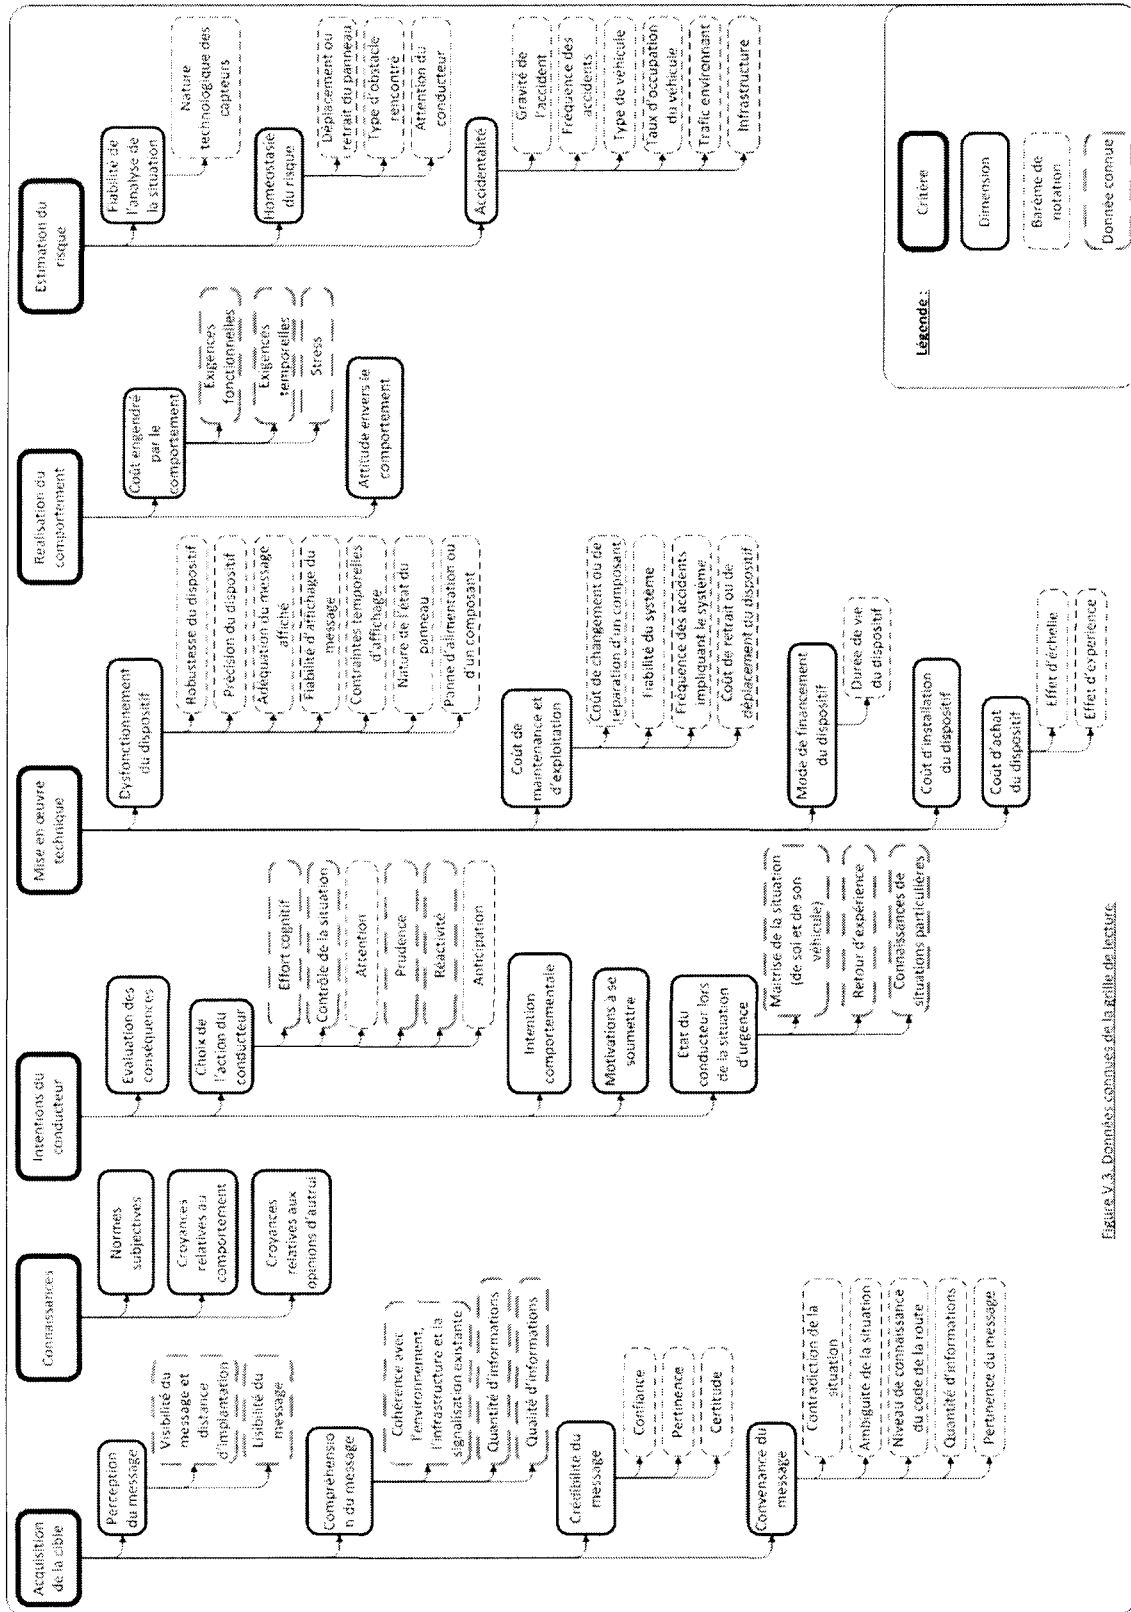 Acquisition
de la cible
Perception
du message
Visibilité du
message et
distance
d'implantation
Lisibilité du
message
Compréhensio
n du message
Cohérence avec
l'environnement,
l'infrastructure et la
signalisation existante
Quantité d'informations
Qualité d'informations
Crédibilité du
message
Confiance
Pertinence
Certitude
Convenance du
message
Contradiction de la
situation
Ambiguïté de la situation
Niveau de connaissance
du code de la route
Quantité d'informations
Pertinence du message
Connaissances
Normes
subjectives
Croyances
relatives au
comportement
Croyances
relatives aux
opinions d'autrui
Intentions du
conducteur
Evaluation des
conséquences
Choix de
l'action du
conducteur
Effort cognitif
Contrôle de la situation
Attention
Prudence
Réactivité
Anticipation
Intention
comportementale
Motivations à se
soumettre
Etat du
conducteur lors
de la situation
d'urgence
Maitrise de la situation
(de soi et de son
véhicule)
Retour d'expérience
Connaissances de
situations particulières
Mise en œuvre
technique
Dysfonctionnement
du dispositif
Robustesse du dispositif
Précision du dispositif
Adéquation du message
affiché
Fiabilité d'affichage du
message
Contraintes temporelles
d'affichage
Nature de l'état du
panneau
Panne d'alimentation ou
d'un composant
Coût de
maintenance et
d'exploitation
Coût de changement ou de
réparation d'un composant
Fiabilité du système
Fréquence des accidents
impliquant le système
Coût de retrait ou de
déplacement du dispositif
Mode de financement
du dispositif
Durée de vie
du dispositif
Coût d'installation
du dispositif
Coût d'achat
du dispositif
Effet d'échelle
Effet d'experience
Réalisation du
comportement
Coût engendré
par le
comportement
Exigences
fonctionnelles
Exigences
temporelles
Stress
Attitude envers le
comportement
Estimation du
risque
Fiabilité de
l'analyse de
la situation
Nature
technologique des
capteurs
Homéostasie
du risque
Déplacement ou
retrait du panneau
Type d'obstacle
rencontré
Attention du
conducteur
Accidentalité
Gravité de
l'accident
Fréquence des
accidents
Type de véhicule
Taux d'occupation
du véhicule
Trafic environnant
Infrastructure
Légende :
Critère
Dimension
Barème de
notation
Donnée connue
Figure V.3. Données connues de la grille de lecture